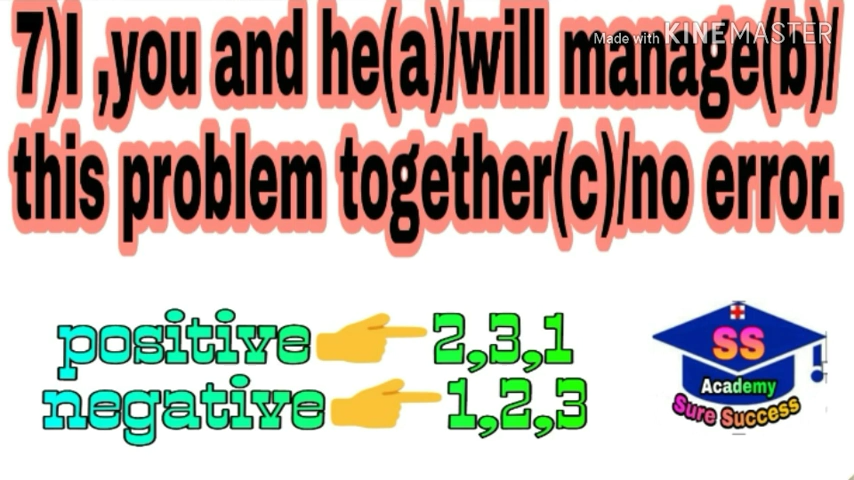 Made with KINEMASTER
7)I ,you and he(a)/will manage(b)/
this problem together(c)/no error.
positive 2,3,1
negative 1,2,3
SS
Academy
Sure Success